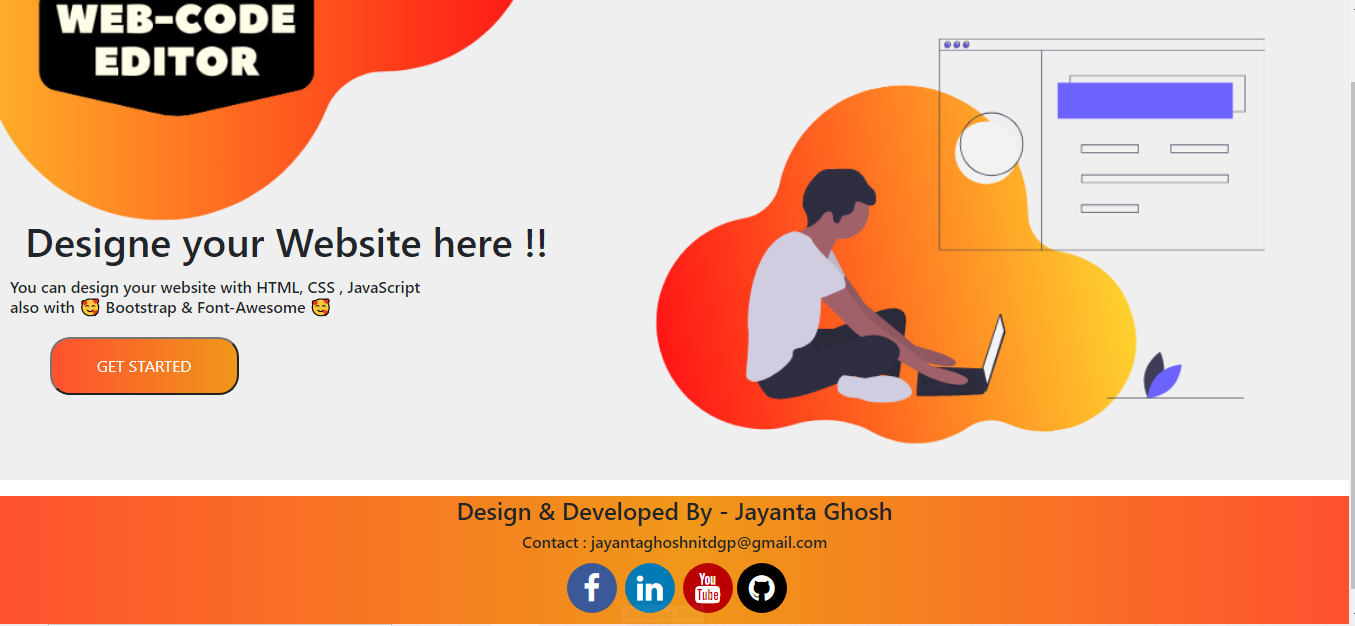 WEB-CODE
EDITOR
Designe your Website here !!
You can design your website with HTML, CSS , JavaScript
also with 🥰 Bootstrap & Font-Awesome 🥰
GET STARTED
Design & Developed By - Jayanta Ghosh
Contact : jayantaghoshnitdgp@gmail.com
f
in
You
Tube